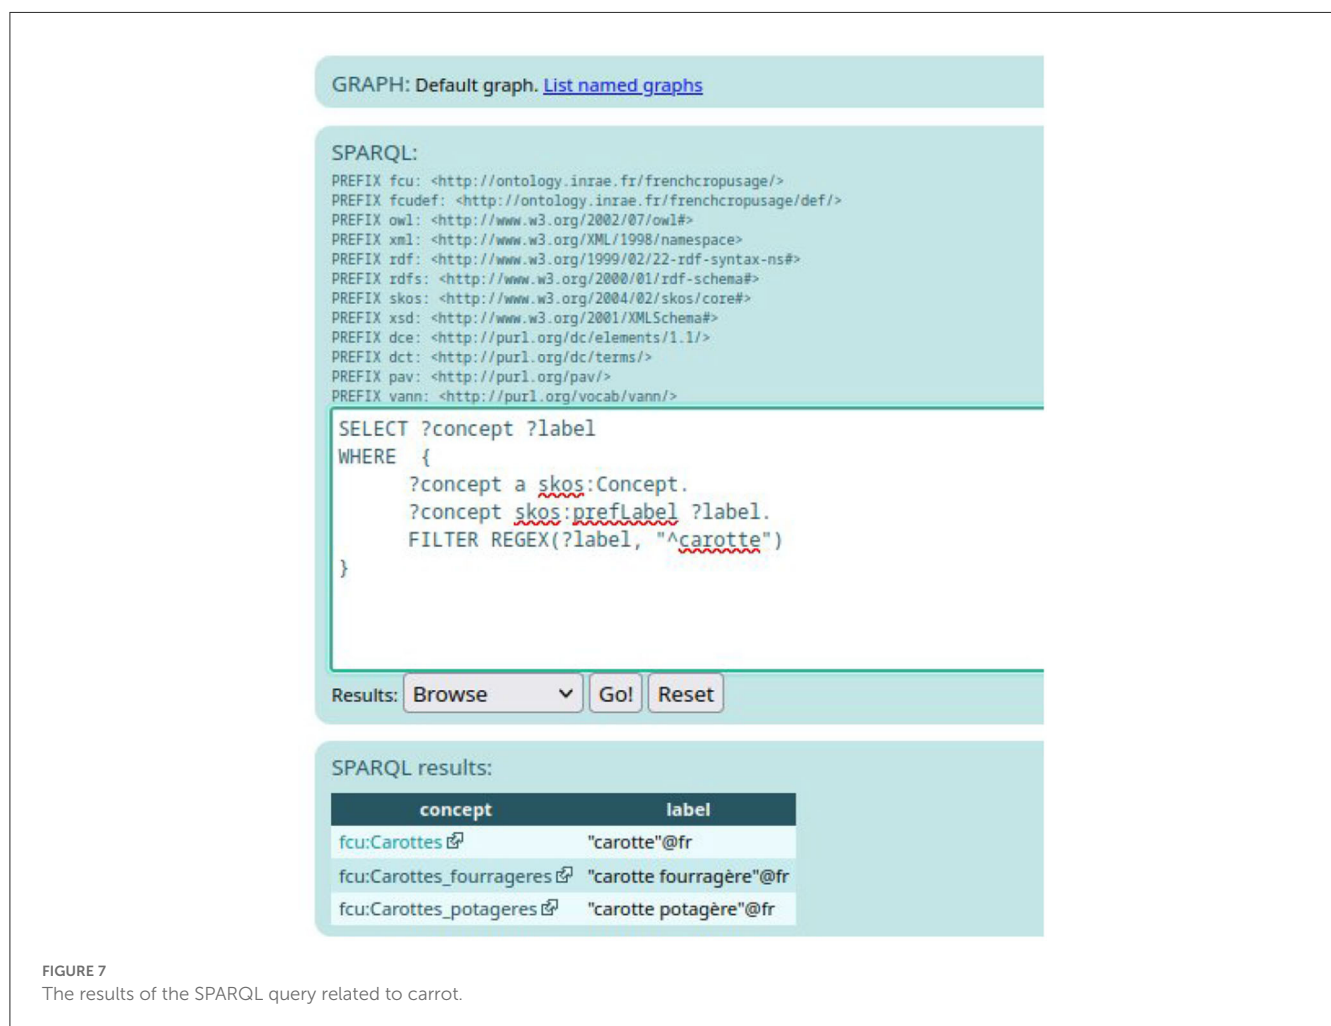 GRAPH: Default graph. List named graphs
SPARQL:
PREFIX fcu: <http://ontology.inrae.fr/frenchcropusage/>
PREFIX fcudef: <http://ontology.inrae.fr/frenchcropusage/def/>
PREFIX owl: <http://www.w3.org/2002/07/owl#>
PREFIX xml: <http://www.w3.org/XML/1998/namespace>
PREFIX rdf: <http://www.w3.org/1999/02/22-rdf-syntax-ns#>
PREFIX rdfs: <http://www.w3.org/2000/01/rdf-schema#>
PREFIX skos: <http://www.w3.org/2004/02/skos/core#>
PREFIX xsd: <http://www.w3.org/2001/XMLSchema#>
PREFIX dce: <http://purl.org/dc/elements/1.1/>
PREFIX dct: <http://purl.org/dc/terms/>
PREFIX pav: <http://purl.org/pav/>
PREFIX vann: <http://purl.org/vocab/vann/>
SELECT ?concept ?label
WHERE {
?concept a skos:Concept.
?concept skos:prefLabel ?label.
FILTER REGEX(?label, "^carotte")
}
Results: Browse Go! Reset
SPARQL results:
concept label
fcu:Carottes "carotte"@fr
fcu:Carottes_fourrageres "carotte fourragère"@fr
fcu:Carottes_potageres "carotte potagère"@fr
FIGURE 7
The results of the SPARQL query related to carrot.